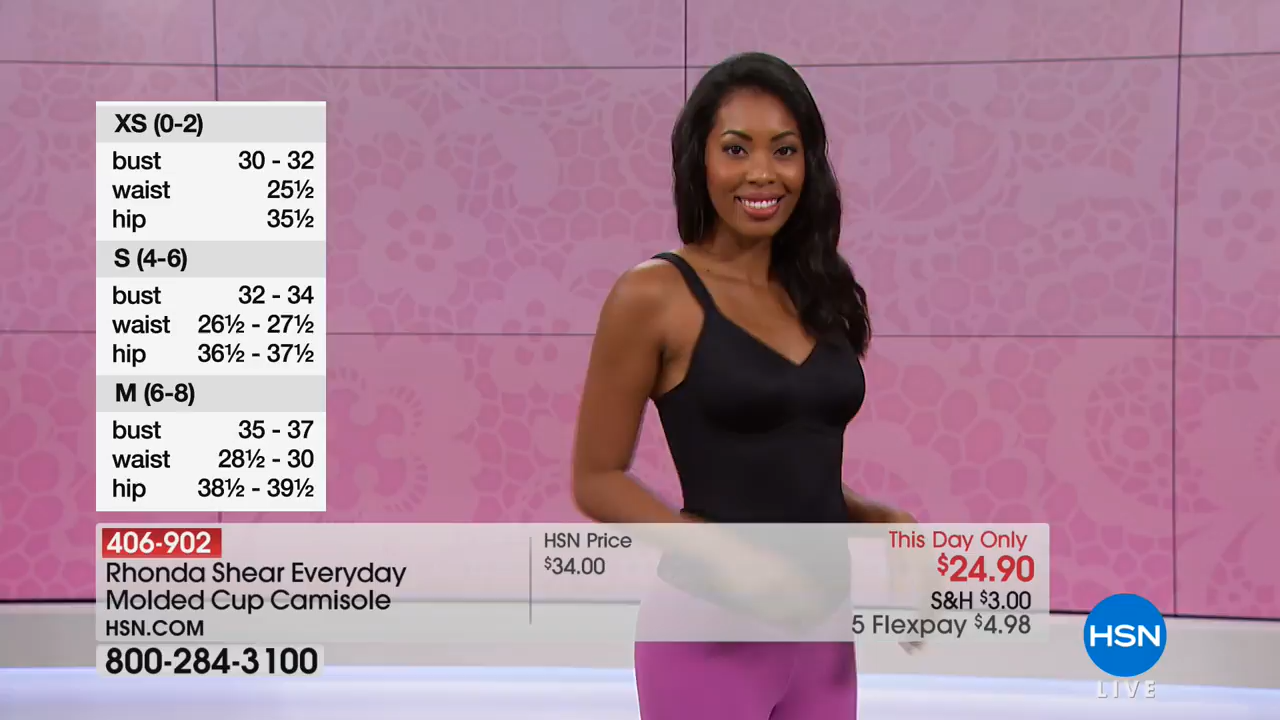 XS (0-2)
bust 30 - 32
waist 25½
hip 35½
S (4-6)
bust 32 - 34
waist 26½ - 27½
hip 36½ - 37½
M (6-8)
bust 35 - 37
waist 28½ - 30
hip 38½ - 39½
406-902
Rhonda Shear Everyday
Molded Cup Camisole
HSN.COM
800-284-3100
HSN Price
$34.00
This Day Only
$24.90
S&H $3.00
5 Flexpay $4.98
HSN
LIVE